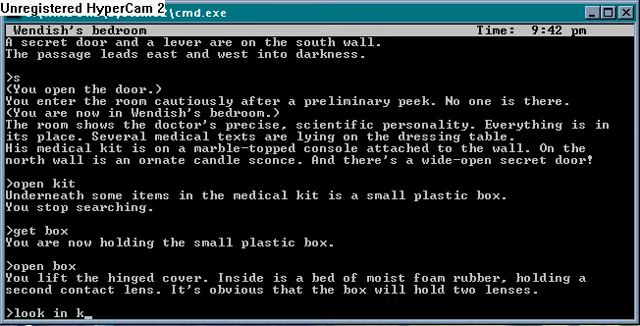 Unregistered HyperCam 2
cmd.exe
Wendish's bedroom Time: 9:42 pm
A secret door and a lever are on the south wall.
The passage leads east and west into darkness.
>s
(You open the door.)
You enter the room cautiously after a preliminary peek. No one is there.
(You are now in Wendish's bedroom.)
The room shows the doctor's precise, scientific personality. Everything is in
its place. Several medical texts are lying on the dressing table.
His medical kit is on a marble-topped console attached to the wall. On the
north wall is an ornate candle sconce. And there's a wide-open secret door!
>open kit
Underneath some items in the medical kit is a small plastic box.
You stop searching.
>get box
You are now holding the small plastic box.
>open box
You lift the hinged cover. Inside is a bed of moist foam rubber, holding a
second contact lens. It's obvious that the box will hold two lenses.
>look in k_